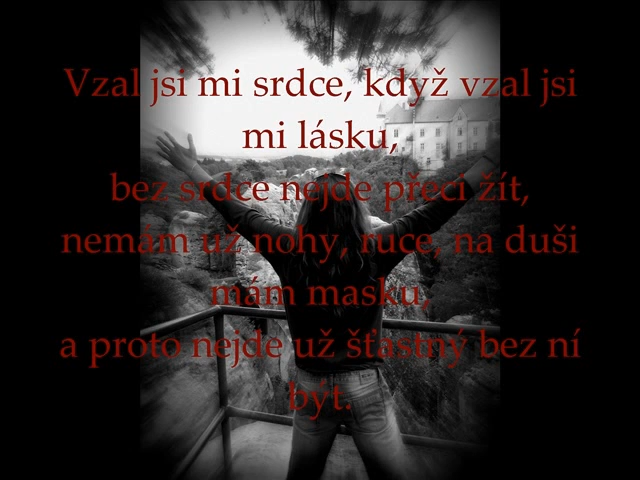 Vzal jsi mi srdce, když vzal jsi
mi lásku,
bez srdce nejde přeci žít,
nemám už nohy, ruce, na duši
mám masku,
a proto nejde už šťastný bez ní
být.